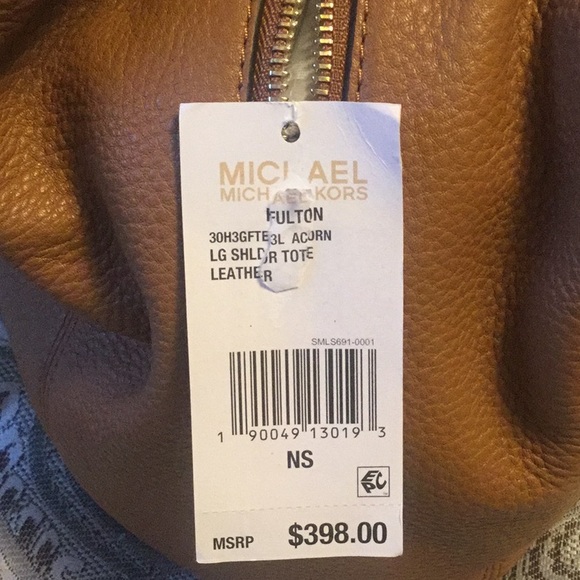 MICHAEL
MICHAEL KORS
FULTON
30H3GFTE3L ACORN
LG SHLDR TOTE
LEATHER
SMLS691-0001
1 90049 13019 3
NS
EPC
MSRP $398.00